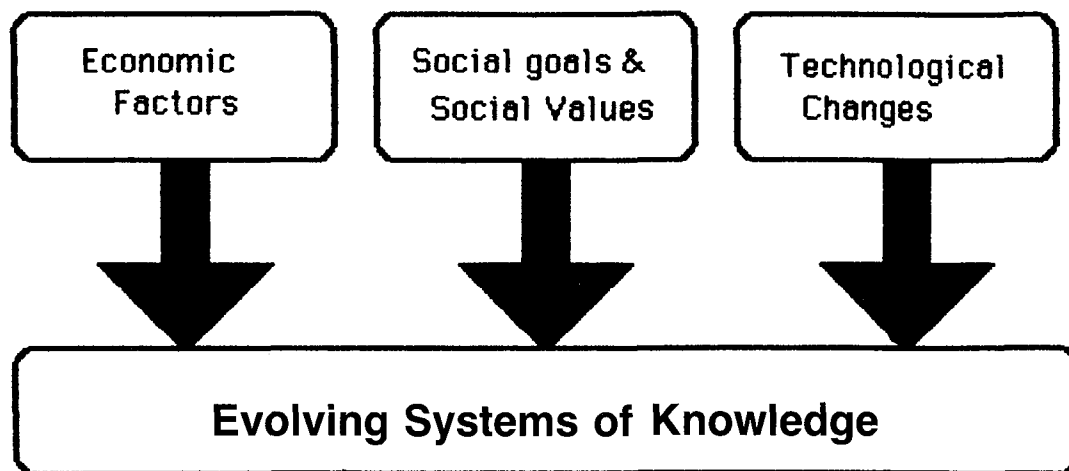 Economic
Factors
Social goals &
Social Values
Technological
Changes
Evolving Systems of Knowledge